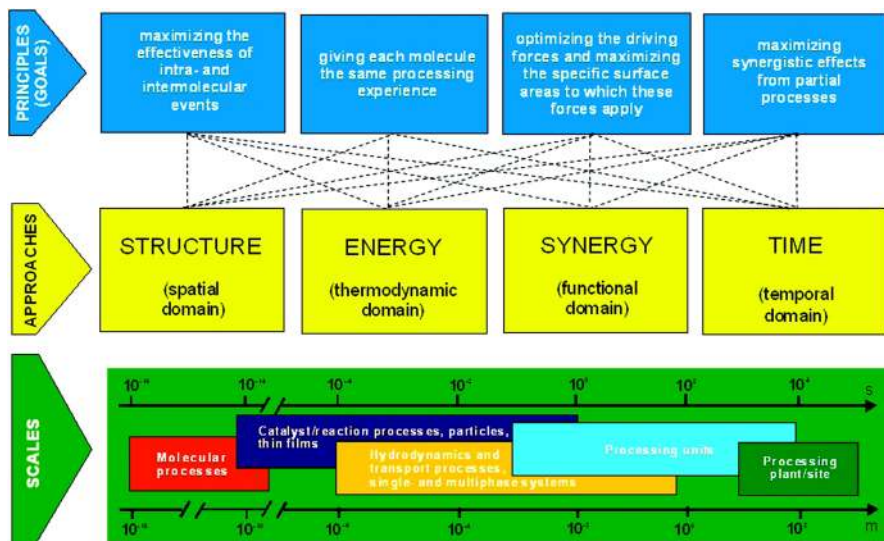 PRINCIPLES
(GOALS)
maximizing the
effectiveness of
intra- and
intermolecular
events
giving each molecule
the same processing
experience
optimizing the driving
forces and maximizing
the specific surface
areas to which these
forces apply
maximizing
synergistic effects
from partial
processes
APPROACHES
STRUCTURE
(spatial
domain)
ENERGY
(thermodynamic
domain)
SYNERGY
(functional
domain)
TIME
(temporal
domain)
SCALES
s
Molecular
processes
Catalyst/reaction processes, particles,
thin films
Hydrodynamics and
transport processes,
single- and multiphase systems
Processing units
Processing
plant/site
m